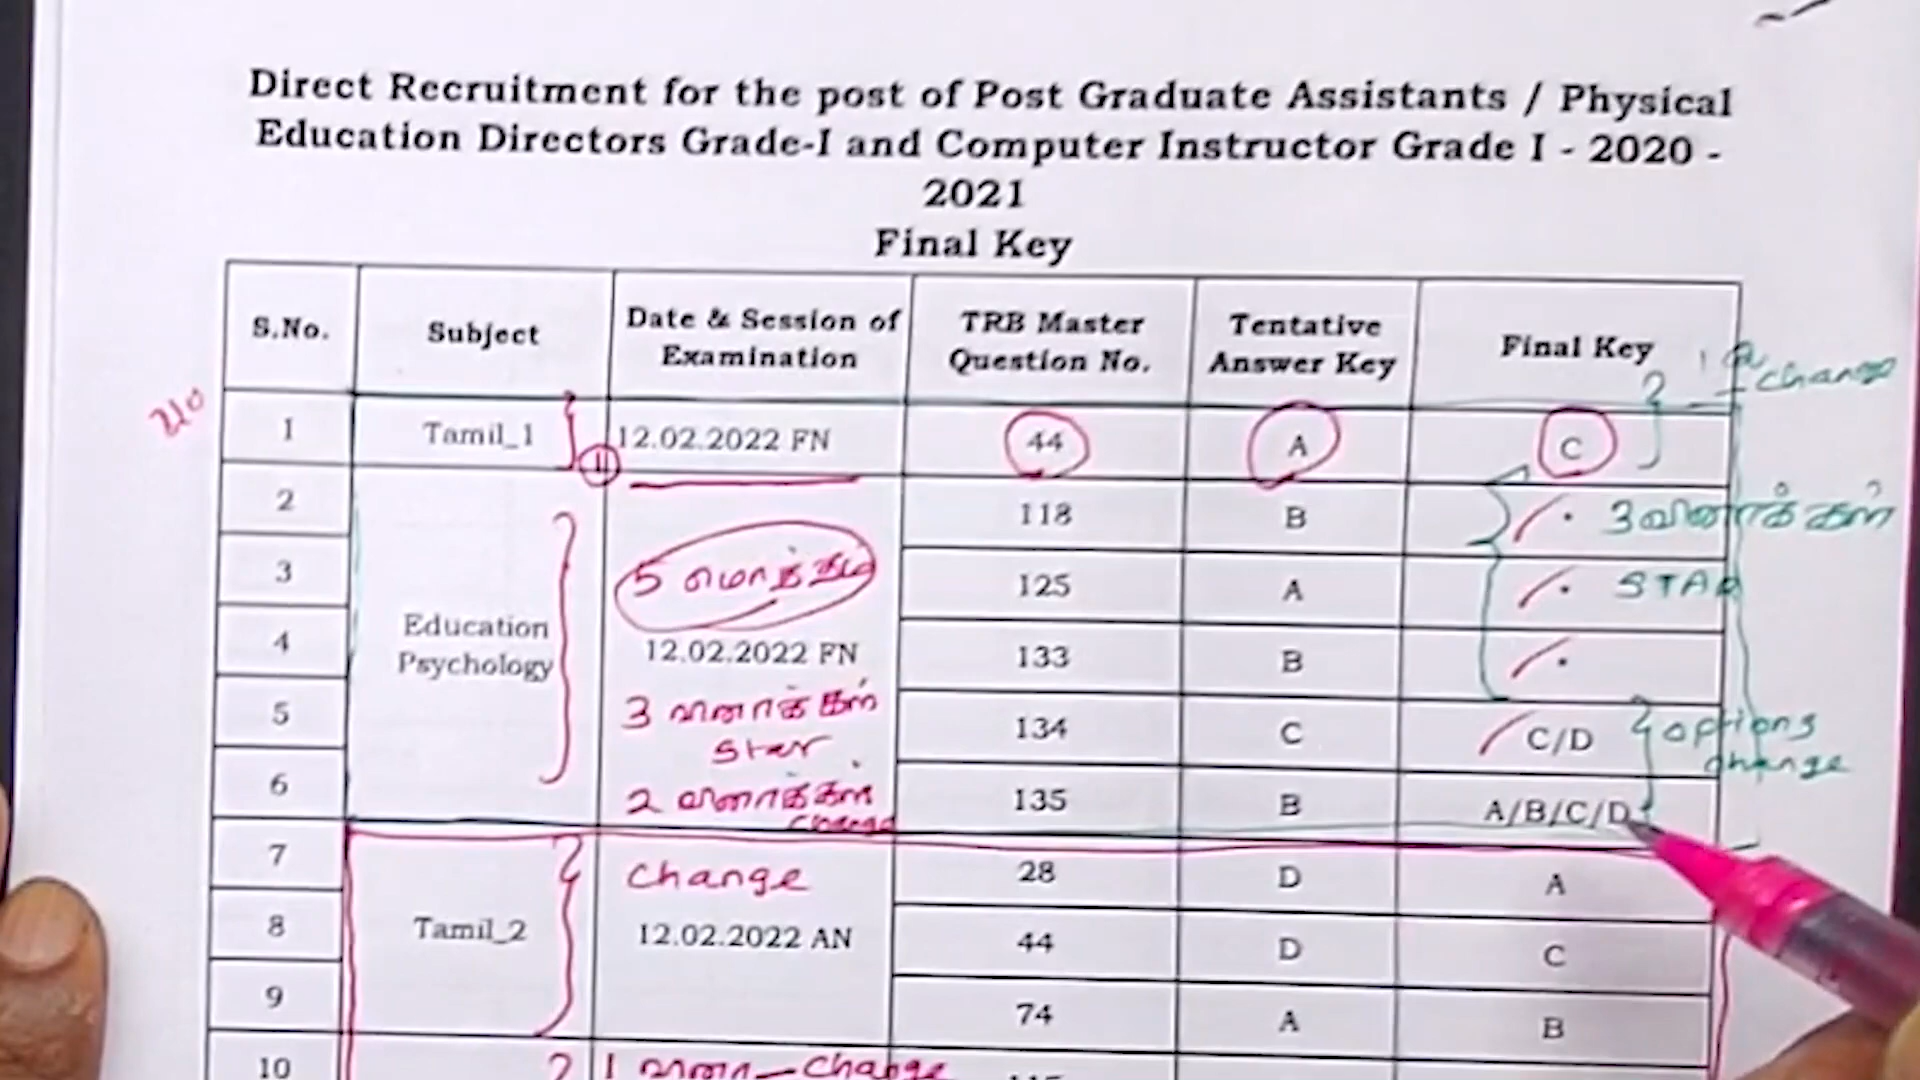 Direct Recruitment for the post of Post Graduate Assistants / Physical
Education Directors Grade-I and Computer Instructor Grade I - 2020 -
2021
Final Key
S.No. Subject Date & Session of Examination TRB Master Question No. Tentative Answer Key Final Key
change
1 Tamil_1 12.02.2022 FN 44 A C
11
2 118 B 3 வினாக்கள்
3 5 மொத்தம் 125 A STAR
Education Psychology
4 12.02.2022 FN 133 B
5 3 வினாக்கள் star 134 C C/D options change
6 2 வினாக்கள் change 135 B A/B/C/D
7 change 28 D A
8 Tamil_2 12.02.2022 AN 44 D C
9 74 A B
10 1 வினா - change